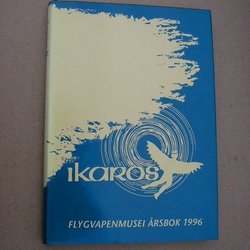 IKAROS
FLYGVAPENMUSEI ÅRSBOK 1996